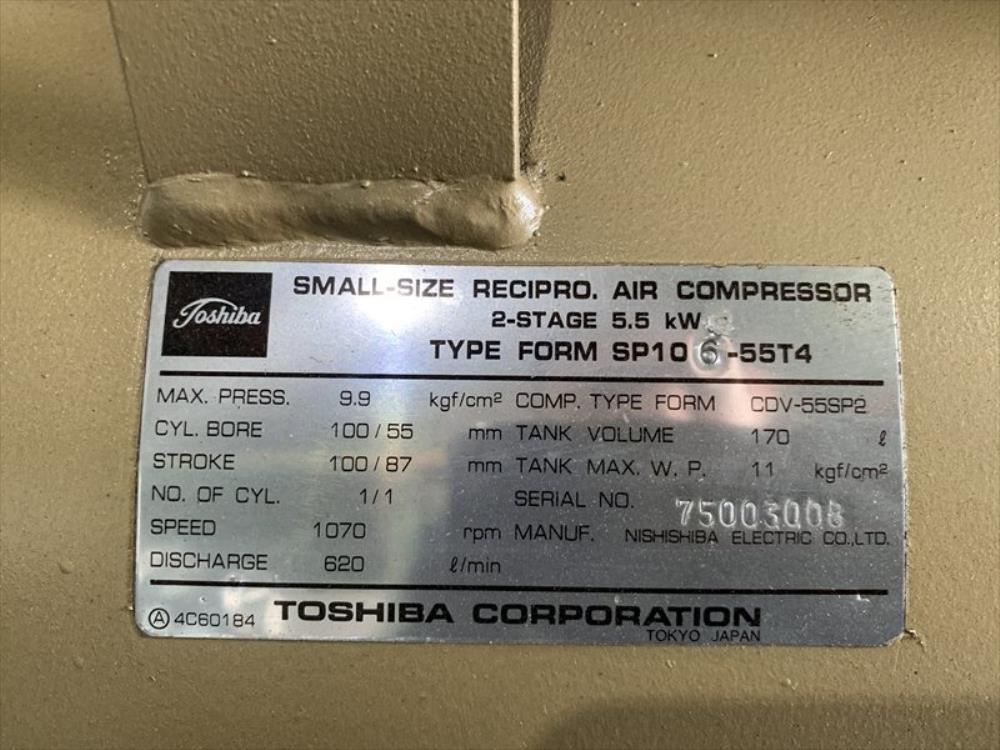 Toshiba
SMALL-SIZE RECIPRO. AIR COMPRESSOR
2-STAGE 5.5 kW
TYPE FORM SP10 6 -55T4
MAX. PRESS. 9.9 kgf/cm² COMP. TYPE FORM CDV-55SP2
CYL. BORE 100/55 mm TANK VOLUME 170 ℓ
STROKE 100/87 mm TANK MAX. W. P. 11 kgf/cm²
NO. OF CYL. 1/1 SERIAL NO. 75003008
SPEED 1070 rpm MANUF. NISHISHIBA ELECTRIC CO.,LTD.
DISCHARGE 620 ℓ/min
Ⓐ 4C60184 TOSHIBA CORPORATION
TOKYO JAPAN